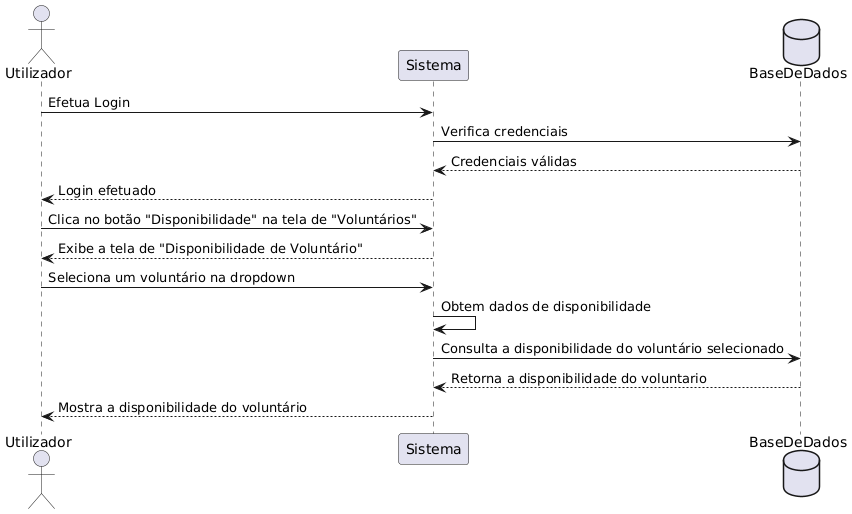 Utilizador
Sistema
BaseDeDados
Efetua Login
Verifica credenciais
Credenciais válidas
Login efetuado
Clica no botão "Disponibilidade" na tela de "Voluntários"
Exibe a tela de "Disponibilidade de Voluntário"
Seleciona um voluntário na dropdown
Obtem dados de disponibilidade
Consulta a disponibilidade do voluntário selecionado
Retorna a disponibilidade do voluntario
Mostra a disponibilidade do voluntário
Utilizador
Sistema
BaseDeDados